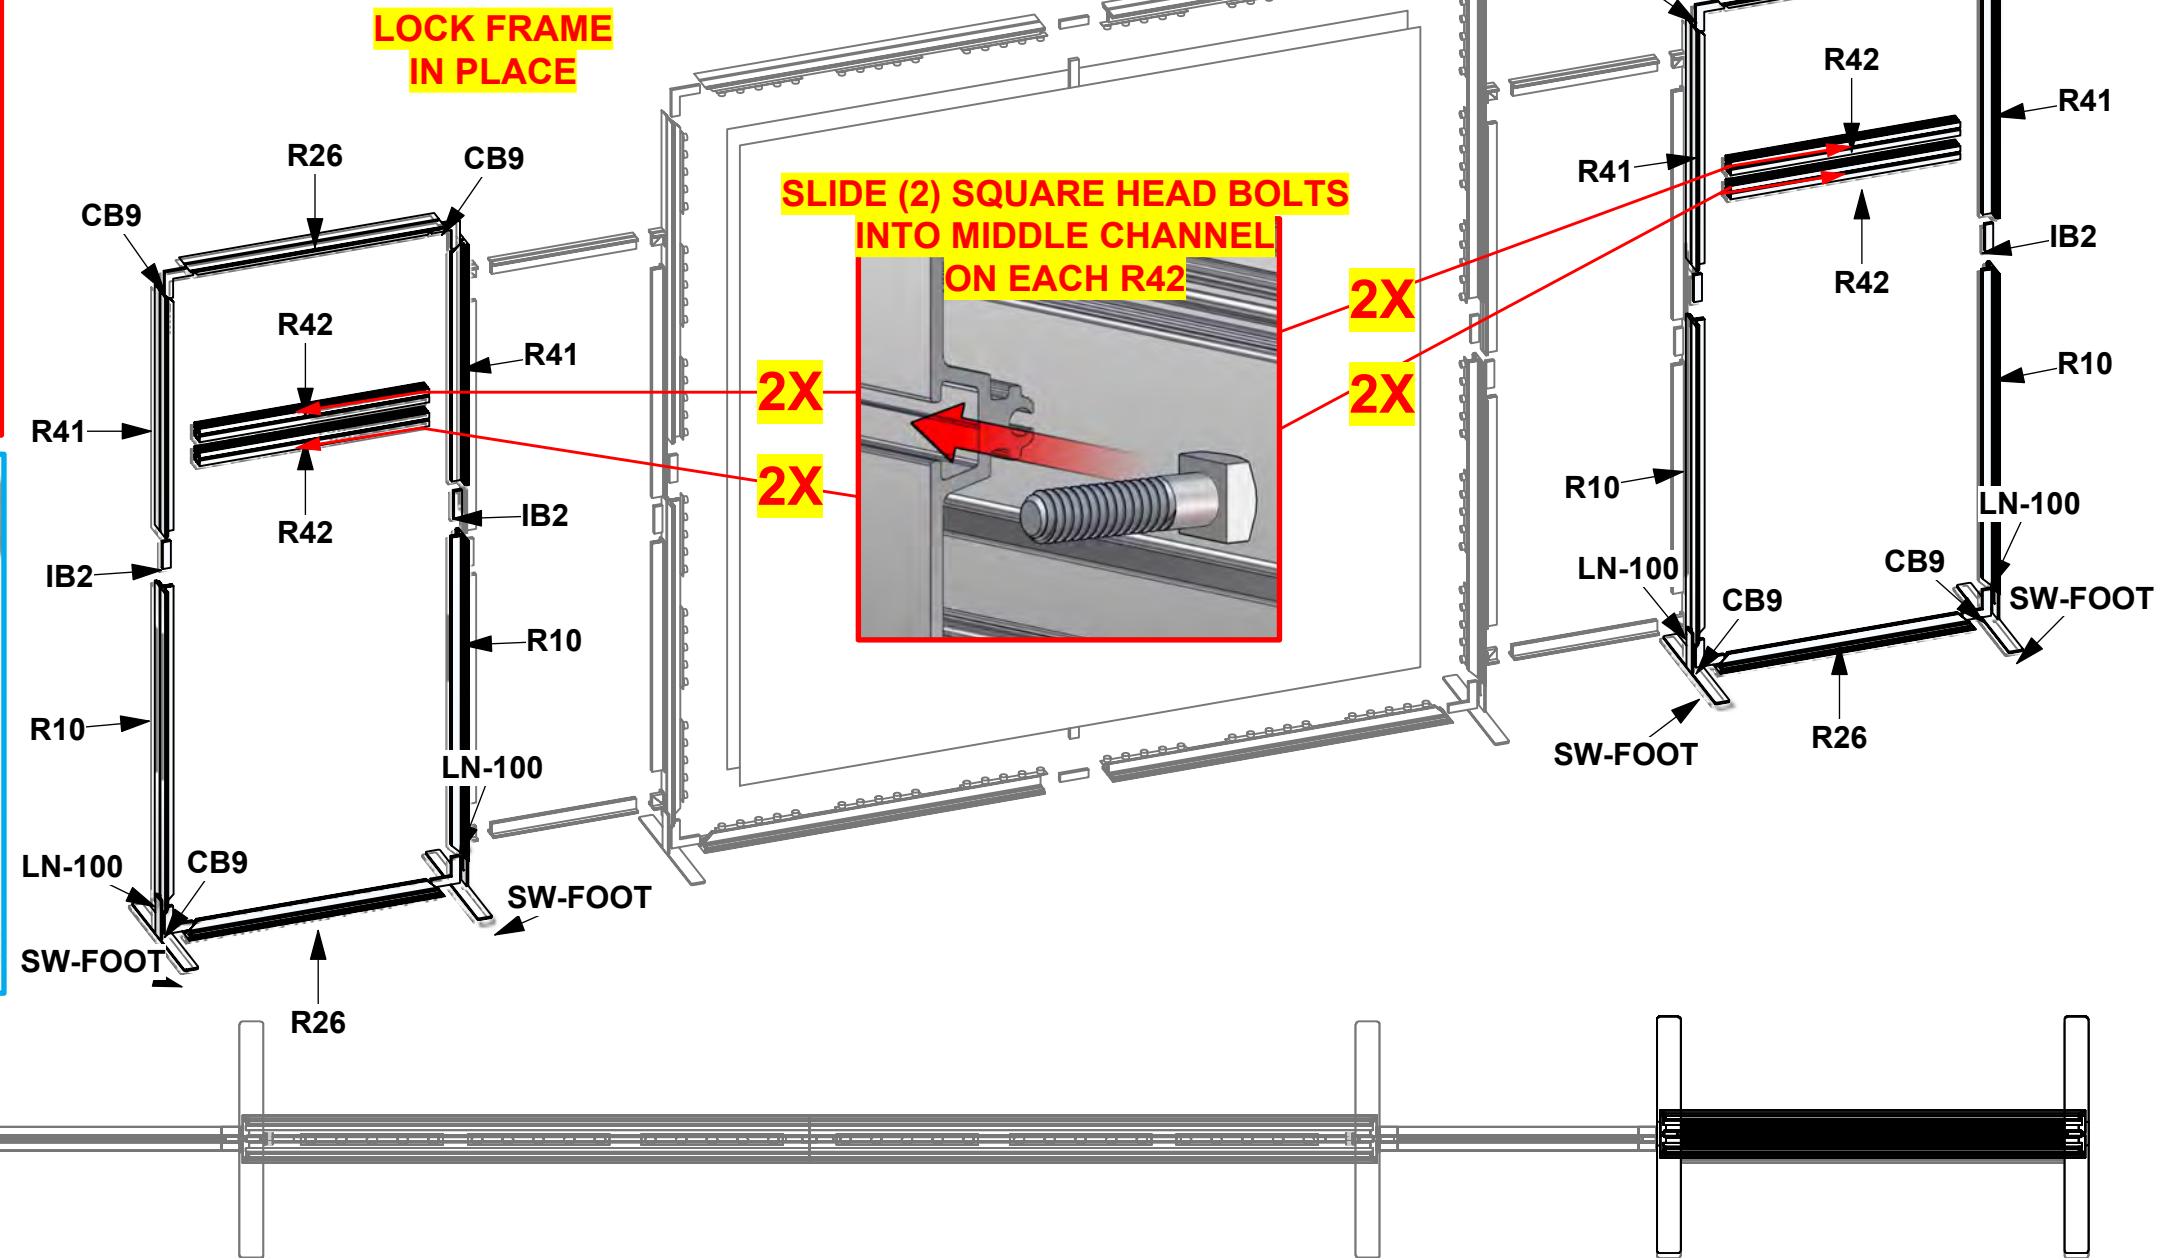 LOCK FRAME
IN PLACE
R42
R41
R26
CB9
R41
SLIDE (2) SQUARE HEAD BOLTS
INTO MIDDLE CHANNEL
ON EACH R42
CB9
IB2
R42
2X
R42
R41
R10
2X
2X
R41
R10
2X
LN-100
R42
IB2
IB2
LN-100
CB9
CB9
SW-FOOT
R10
R10
R26
SW-FOOT
LN-100
LN-100
CB9
SW-FOOT
SW-FOOT
R26